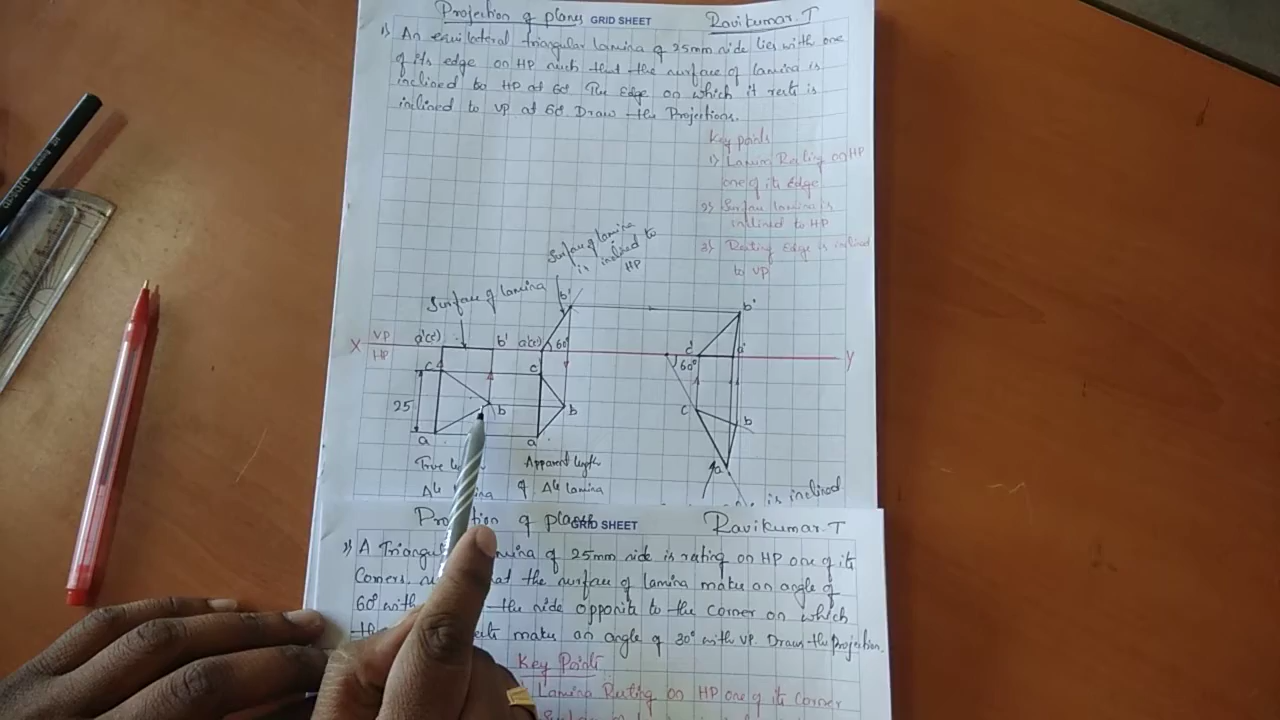 Projection of planes GRID SHEET Ravikumar.T
1) An equilateral triangular lamina of 25mm side lies with one
of its edge on HP such that the surface of lamina is
inclined to HP at 60° The Edge on which it rests is
inclined to VP at 60°. Draw the Projections.
Key points
1) Lamina Resting on HP
one of its Edge
2) Surface lamina is
inclined to HP
3) Resting Edge is inclined
to VP
Surface of lamina
is inclined to
HP
Surface of lamina
b' b'
X VP a'(c') b' a'(c') 60° c' a' Y
HP c c 60°
25 b b c b
a a a
True Apparent length
Δle lamina of Δle lamina is inclined
Projection of planes GRID SHEET Ravikumar.T
A Triangular lamina of 25mm side is resting on HP one of its
Corners, the surface of lamina make an angle of
60° with the side opposite to the corner on which
make an angle of 30° with VP. Draw the Projection.
Key Points
Lamina Resting on HP one of its Corner